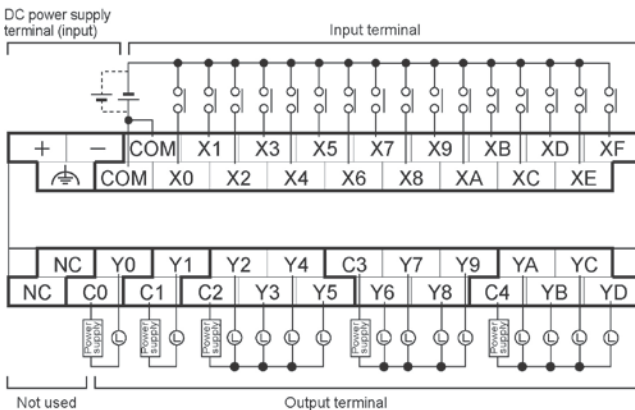 DC power supply
terminal (input)
Input terminal
+ − COM X1 X3 X5 X7 X9 XB XD XF
COM X0 X2 X4 X6 X8 XA XC XE
NC Y0 Y1 Y2 Y4 C3 Y7 Y9 YA YC
NC C0 C1 C2 Y3 Y5 Y6 Y8 C4 YB YD
Power supply L Power supply L Power supply L L L L Power supply L L L L Power supply L L L L
Not used
Output terminal